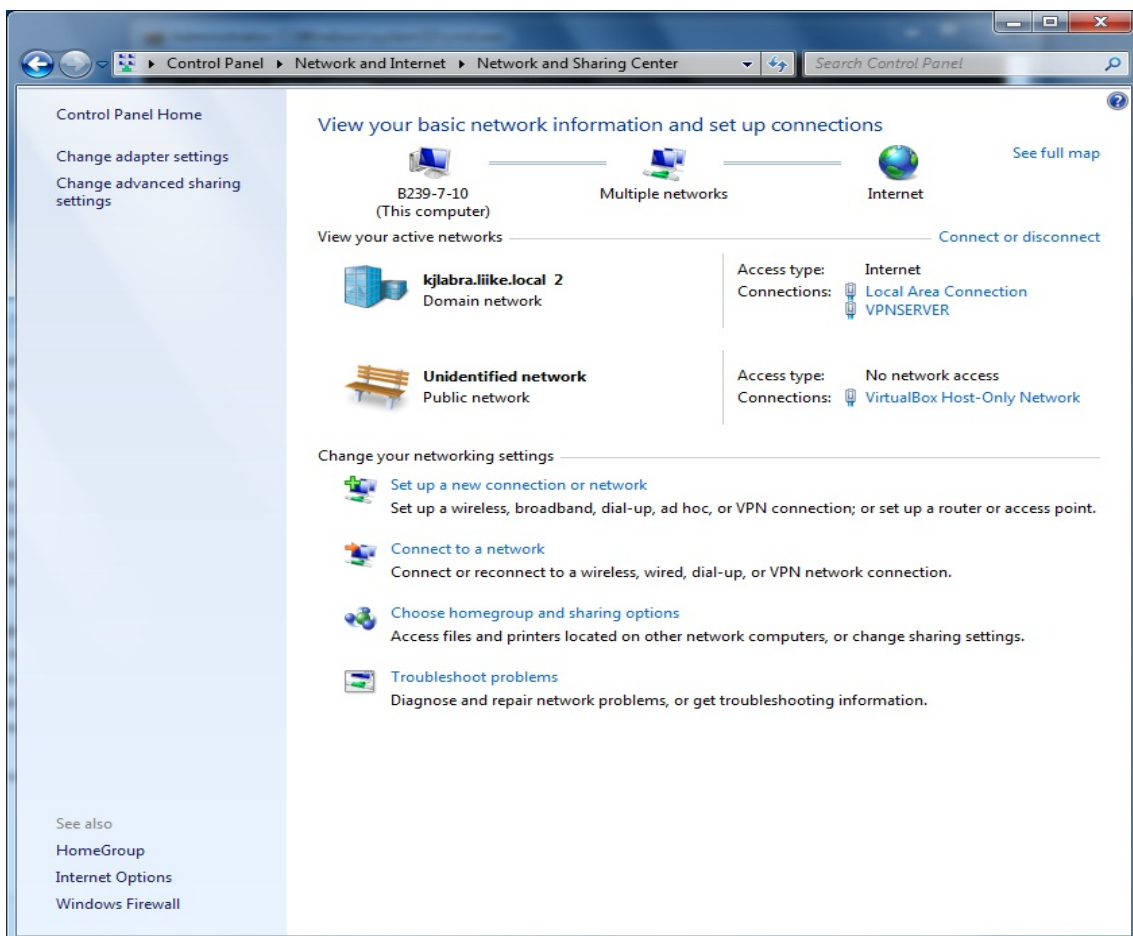 Control Panel Network and Internet Network and Sharing Center Search Control Panel
Control Panel Home
Change adapter settings
Change advanced sharing
settings
See also
HomeGroup
Internet Options
Windows Firewall
View your basic network information and set up connections
See full map
B239-7-10
(This computer)
Multiple networks
Internet
View your active networks Connect or disconnect
kjlabra.liike.local 2
Domain network
Access type: Internet
Connections: Local Area Connection
VPNSERVER
Unidentified network
Public network
Access type: No network access
Connections: VirtualBox Host-Only Network
Change your networking settings
Set up a new connection or network
Set up a wireless, broadband, dial-up, ad hoc, or VPN connection; or set up a router or access point.
Connect to a network
Connect or reconnect to a wireless, wired, dial-up, or VPN network connection.
Choose homegroup and sharing options
Access files and printers located on other network computers, or change sharing settings.
Troubleshoot problems
Diagnose and repair network problems, or get troubleshooting information.